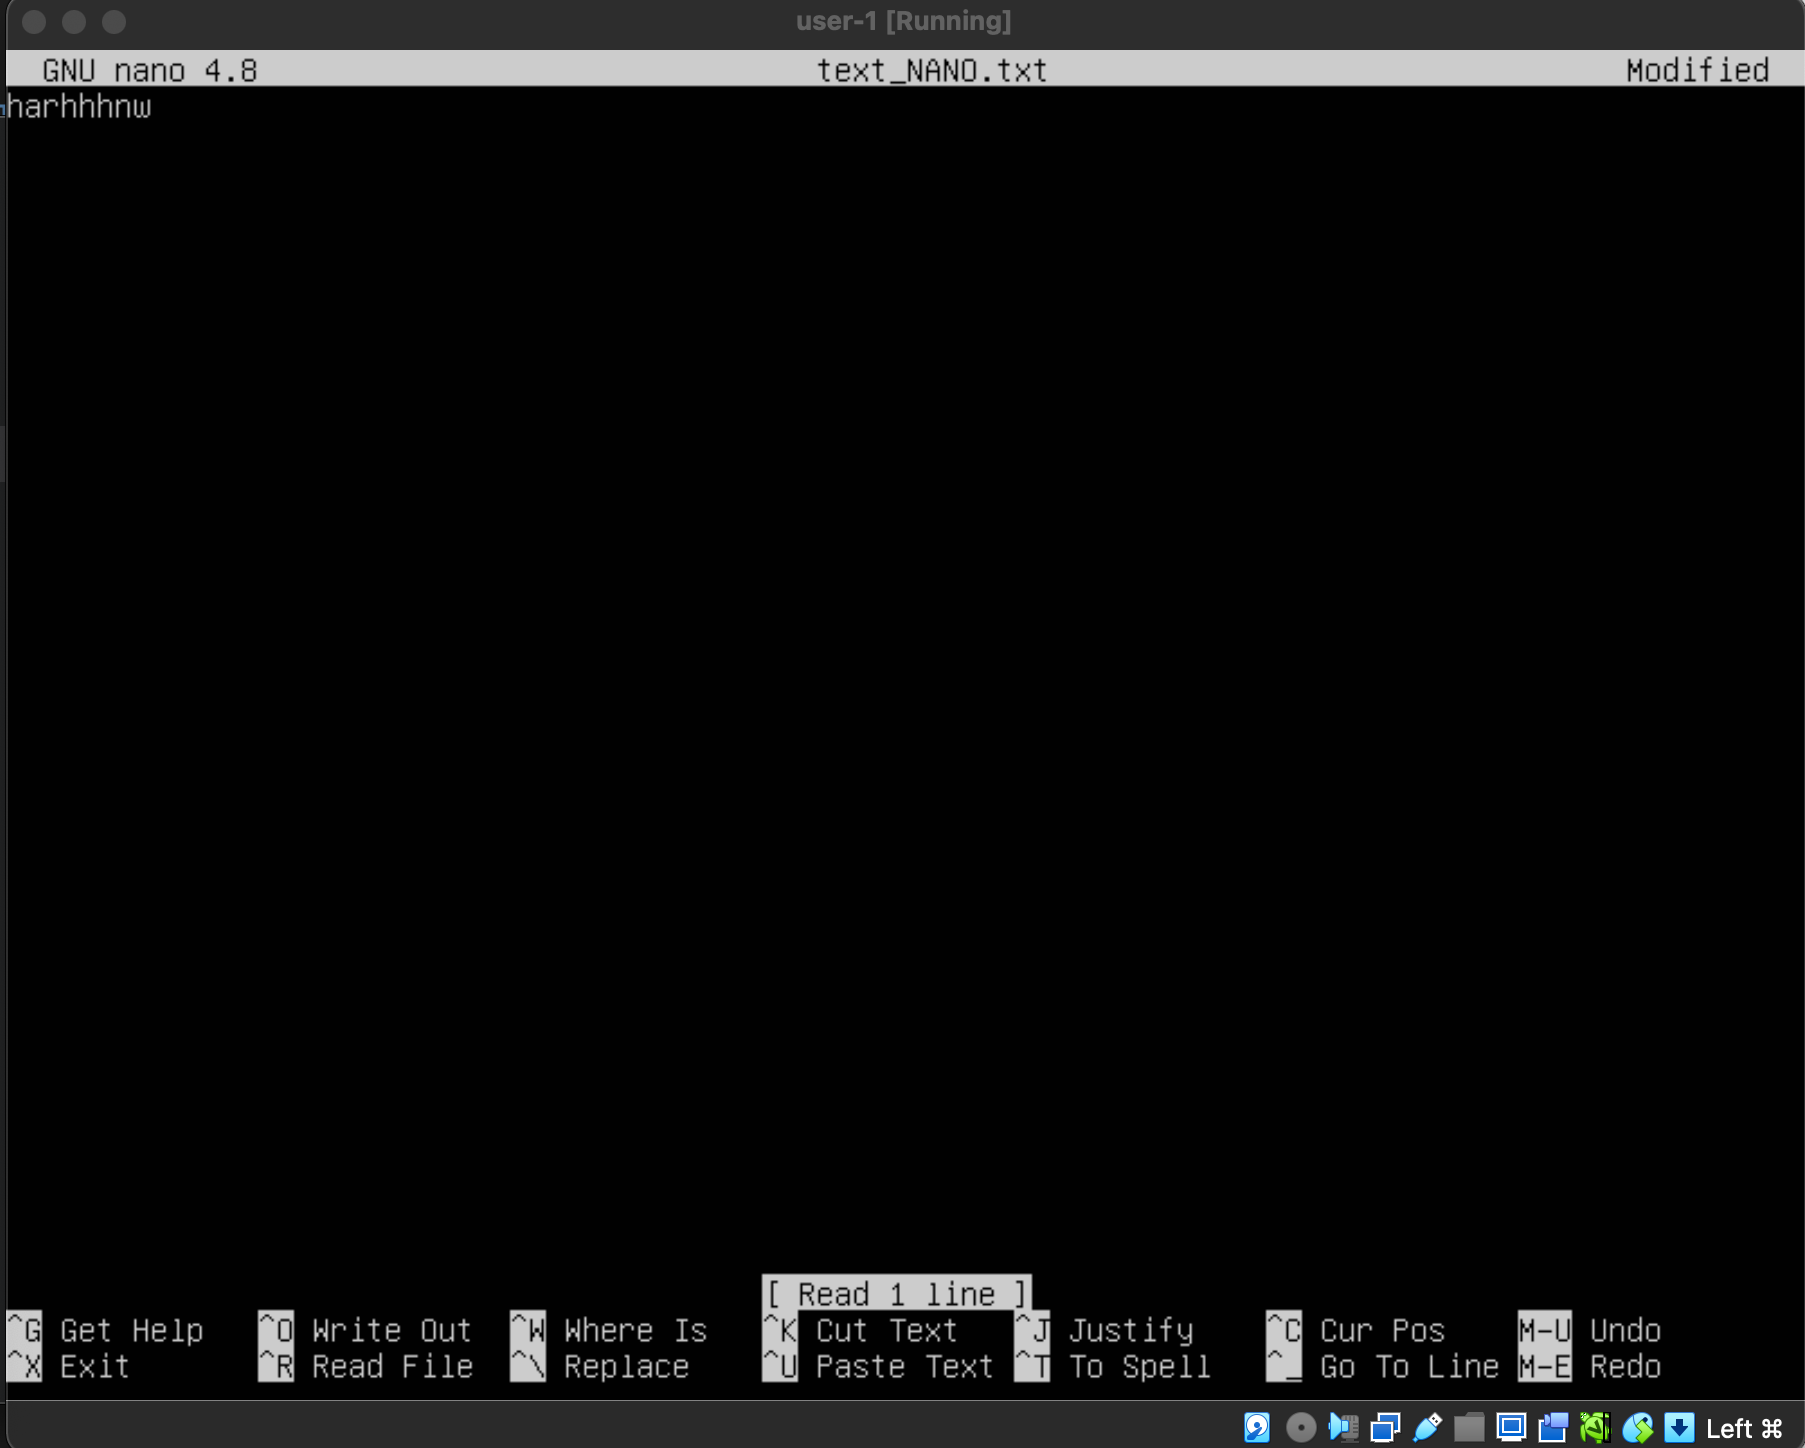 user-1 [Running]
GNU nano 4.8 text_NANO.txt Modified
harhhhnw
[ Read 1 line ]
^G Get Help ^O Write Out ^W Where Is ^K Cut Text ^J Justify ^C Cur Pos M-U Undo
^X Exit ^R Read File ^\ Replace ^U Paste Text ^T To Spell ^_ Go To Line M-E Redo
Left ⌘